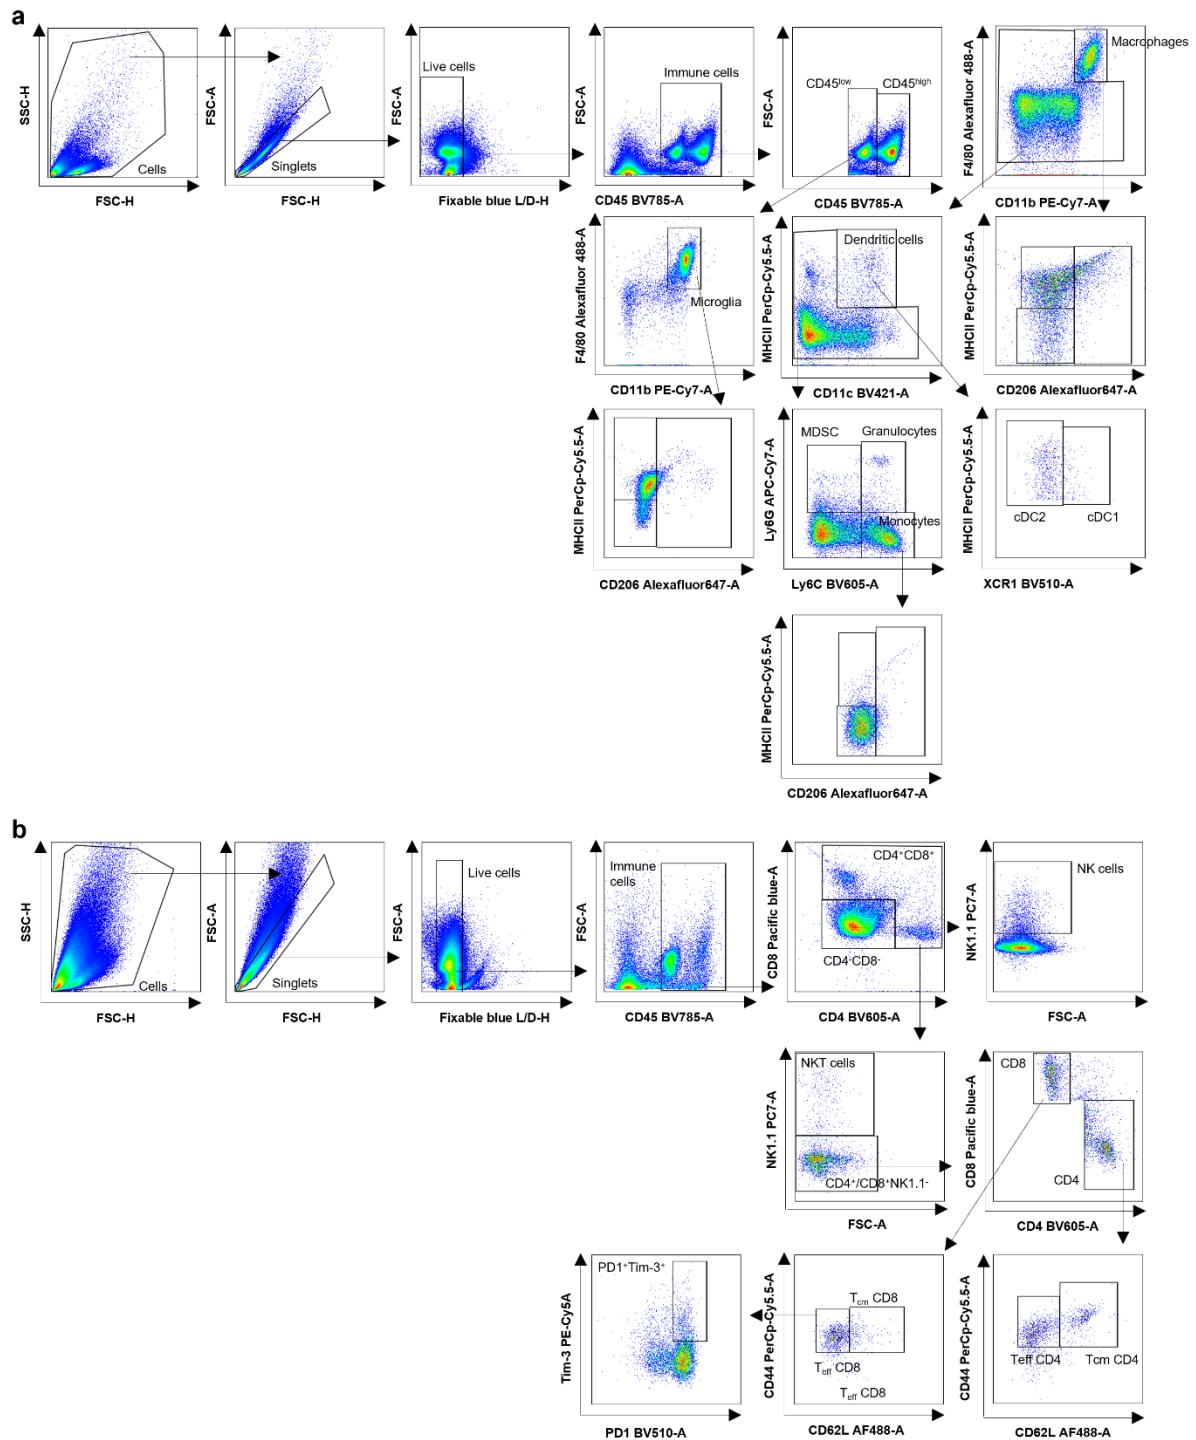 a
SSC-H
Cells
FSC-H
FSC-A
Singlets
FSC-H
FSC-A
Live cells
Fixable blue L/D-H
FSC-A
Immune cells
CD45 BV785-A
FSC-A
CD45low
CD45high
CD45 BV785-A
F4/80 Alexafluor 488-A
Macrophages
CD11b PE-Cy7-A
F4/80 Alexafluor 488-A
Microglia
CD11b PE-Cy7-A
MHCII PerCp-Cy5.5-A
Dendritic cells
CD11c BV421-A
MHCII PerCp-Cy5.5-A
CD206 Alexafluor647-A
MHCII PerCp-Cy5.5-A
CD206 Alexafluor647-A
Ly6G APC-Cy7-A
MDSC
Granulocytes
Monocytes
Ly6C BV605-A
MHCII PerCp-Cy5.5-A
cDC2
cDC1
XCR1 BV510-A
MHCII PerCp-Cy5.5-A
CD206 Alexafluor647-A
b
SSC-H
Cells
FSC-H
FSC-A
Singlets
FSC-H
FSC-A
Live cells
Fixable blue L/D-H
FSC-A
Immune
cells
CD45 BV785-A
CD8 Pacific blue-A
CD4+CD8+
CD4-CD8-
CD4 BV605-A
NK1.1 PC7-A
NK cells
FSC-A
NK1.1 PC7-A
NKT cells
CD4+/CD8+NK1.1-
FSC-A
CD8 Pacific blue-A
CD8
CD4
CD4 BV605-A
Tim-3 PE-Cy5A
PD1+Tim-3+
PD1 BV510-A
CD44 PerCp-Cy5.5-A
Tcm CD8
Teff CD8
Teff CD8
CD62L AF488-A
CD44 PerCp-Cy5.5-A
Teff CD4
Tcm CD4
CD62L AF488-A